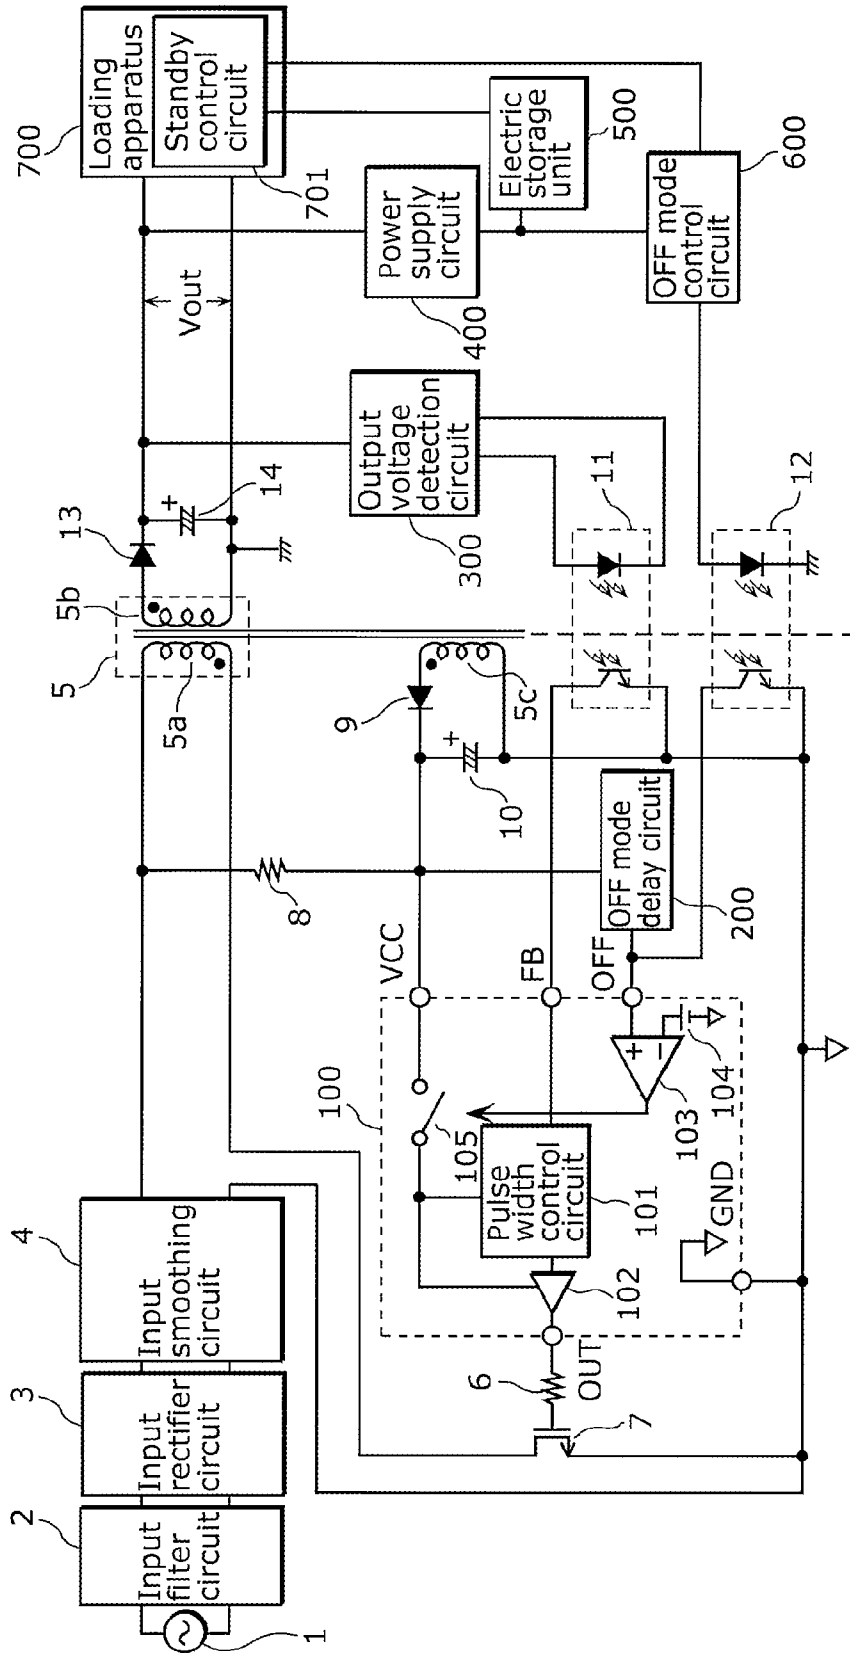 1
2
Input
filter
circuit
3
Input
rectifier
circuit
4
Input
smoothing
circuit
5
5a
5b
5c
13
14
+
Vout
700
Loading
apparatus
Standby
control
circuit
701
8
9
10
+
300
Output
voltage
detection
circuit
400
Power
supply
circuit
Electric
storage
unit
500
OFF mode
control
circuit
600
11
12
OFF mode
delay circuit
200
VCC
FB
OFF
100
105
Pulse
width
control
circuit
101
102
+
−
103
104
GND
OUT
6
7